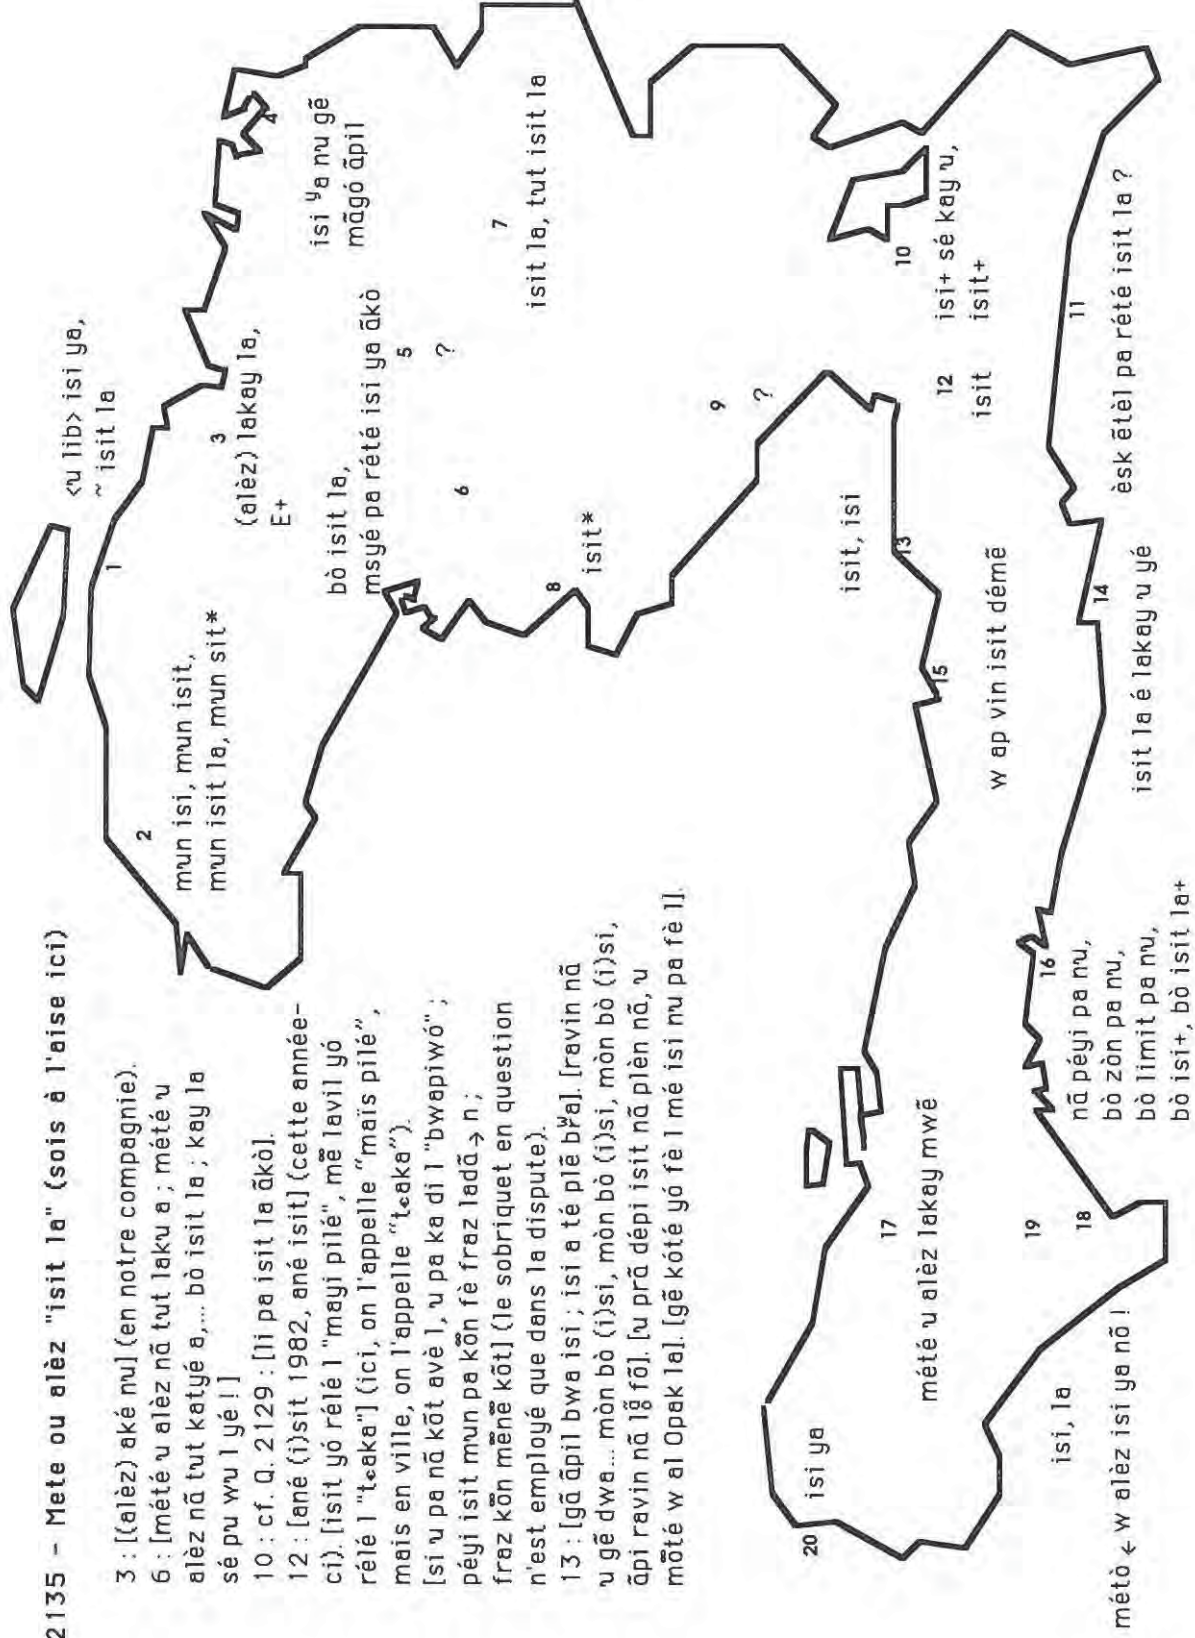 2135 - Mete ou alèz "isit la" (sois à l'aise ici)
3 : [(alèz) aké nu] (en notre compagnie).
6 : [mété u alèz nã tut laku a ; mété u
alèz nã tut katyé a,... bò isit la ; kay la
sé pu wu l yé !]
10 : cf. Q. 2129 : [li pa isit la ãkò].
12 : [ané (i)sit 1982, ané isit] (cette année-
ci). [isit yó rélé l "mayi pilé", mẽ lavil yó
rélé l "tɕaka"] (ici, on l'appelle "maïs pilé",
mais en ville, on l'appelle "tɕaka").
[si u pa nã kõt avè l, u pa ka di l "bwapiwó" ;
péyi isit mun pa kõn fè fraz ladã → n ;
fraz kõn mẽnẽ kõt] (le sobriquet en question
n'est employé que dans la dispute).
13 : [gã ãpil bwa isi ; isi a té plẽ bʷa]. [ravin nã
u gẽ dwa... mòn bò (i)si, mòn bò (i)si, mòn bò (i)si,
ãpi ravin nã lõ fõ]. [u prã dépi isit nã plèn nã, u
mõté w al Opak la]. [gẽ kóté yó fè l mé isi nu pa fè l].
1
<u lib> isi ya,
~ isit la
2
mun isi, mun isit,
mun isit la, mun sit*
3
(alèz) lakay la,
E+
4
isi ʸa nu gẽ
mãgó ãpil
5
?
bò isit la,
msyé pa rété isi ya ãkò
6
7
isit la, tut isit la
8
isit*
9
?
10
isi+ sé kay u,
isit+
11
èsk ẽtèl pa rété isit la ?
12
isit
13
isit, isi
14
isit la é lakay u yé
15
w ap vin isit démẽ
16
nã péyi pa nu,
bò zòn pa nu,
bò limit pa nu,
bò isi+, bò isit la+
17
mété u alèz lakay mwẽ
18
19
isi, la
métò ← w alèz isi ya nã !
20
isi ya